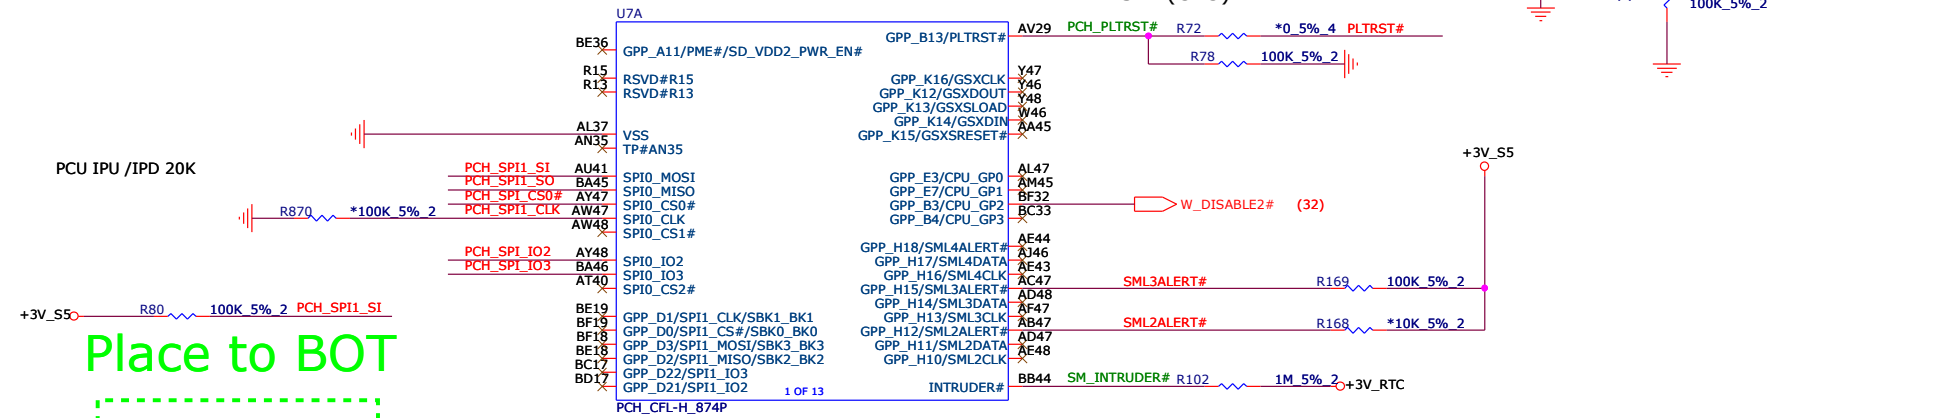 100K_5%_2
U7A
BE36 GPP_A11/PME#/SD_VDD2_PWR_EN#
R15 RSVD#R15
R13 RSVD#R13
AL37 VSS
AN35 TP#AN35
PCU IPU /IPD 20K
PCH_SPI1_SI AU41 SPI0_MOSI
PCH_SPI1_SO BA45 SPI0_MISO
PCH_SPI_CS0# AY47 SPI0_CS0#
R870 *100K_5%_2 PCH_SPI1_CLK AW47 SPI0_CLK
AW48 SPI0_CS1#
PCH_SPI_IO2 AY48 SPI0_IO2
PCH_SPI_IO3 BA46 SPI0_IO3
AT40 SPI0_CS2#
+3V_S5 R80 100K_5%_2 PCH_SPI1_SI
BE19 GPP_D1/SPI1_CLK/SBK1_BK1
BF19 GPP_D0/SPI1_CS#/SBK0_BK0
BF18 GPP_D3/SPI1_MOSI/SBK3_BK3
BE18 GPP_D2/SPI1_MISO/SBK2_BK2
BC17 GPP_D22/SPI1_IO3
BD17 GPP_D21/SPI1_IO2
Place to BOT
GPP_B13/PLTRST# AV29 PCH_PLTRST# R72 *0_5%_4 PLTRST#
R78 100K_5%_2
GPP_K16/GSXCLK Y47
GPP_K12/GSXDOUT Y46
GPP_K13/GSXSLOAD Y48
GPP_K14/GSXDIN W46
GPP_K15/GSXSRESET# AA45
GPP_E3/CPU_GP0 AL47
GPP_E7/CPU_GP1 AM45
GPP_B3/CPU_GP2 BF32 W_DISABLE2# (32)
GPP_B4/CPU_GP3 BC33
+3V_S5
GPP_H18/SML4ALERT# AE44
GPP_H17/SML4DATA AJ46
GPP_H16/SML4CLK AE43
GPP_H15/SML3ALERT# AC47 SML3ALERT# R169 100K_5%_2
GPP_H14/SML3DATA AD48
GPP_H13/SML3CLK AF47
GPP_H12/SML2ALERT# AB47 SML2ALERT# R168 *10K_5%_2
GPP_H11/SML2DATA AD47
GPP_H10/SML2CLK AE48
INTRUDER# BB44 SM_INTRUDER# R102 1M_5%_2 +3V_RTC
1 OF 13
PCH_CFL-H_874P